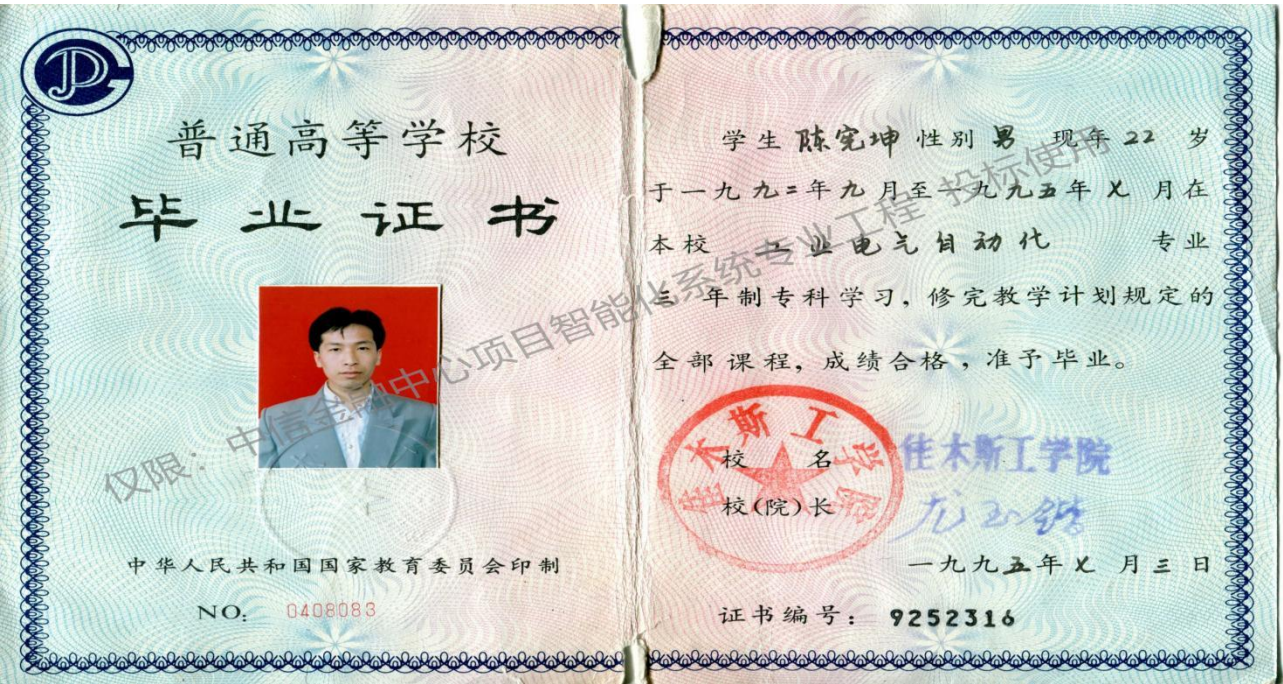 普通高等学校
毕业证书
中华人民共和国国家教育委员会印制
NO: 0408083
学生 陈宪坤 性别 男 现年 22 岁
于一九九二年九月至一九九五年七月在
本校 工业电气自动化 专业
三年制专科学习，修完教学计划规定的
全部课程，成绩合格，准予毕业。
校 名 佳木斯工学院
校(院)长
一九九五年七月三日
证书编号： 9252316
佳木斯工学院
仅限：中信金融中心项目智能化系统专业工程 投标使用